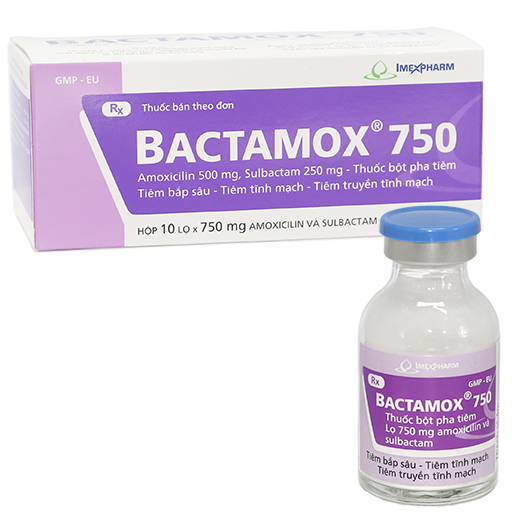 BACTAMOX 750
GMP - EU
IMEXPHARM
Rx Thuốc bán theo đơn
BACTAMOX® 750
Amoxicilin 500 mg, Sulbactam 250 mg - Thuốc bột pha tiêm
Tiêm bắp sâu - Tiêm tĩnh mạch - Tiêm truyền tĩnh mạch
HỘP 10 LỌ x 750 mg AMOXICILIN VÀ SULBACTAM
IMEXPHARM
Rx GMP - EU
BACTAMOX® 750
Thuốc bột pha tiêm
Lọ 750 mg amoxicilin và
sulbactam
Tiêm bắp sâu - Tiêm tĩnh mạch
Tiêm truyền tĩnh mạch